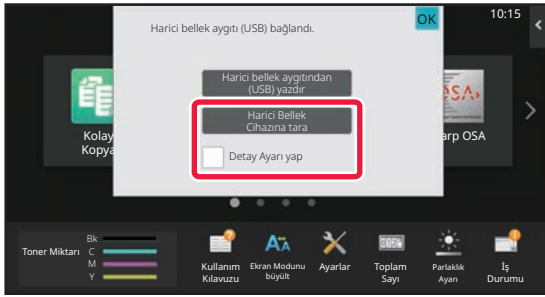 10:15
OK
Harici bellek aygıtı (USB) bağlandı.
Harici bellek aygıtından
(USB) yazdır
Harici Bellek
Cihazına tara
Detay Ayarı yap
Kolay
Kopya
arp OSA
Toner Miktarı
Bk
C
M
Y
Kullanım
Kılavuzu
Ekran Modunu
büyült
Ayarlar
Toplam
Sayı
Parlaklık
Ayarı
İş
Durumu